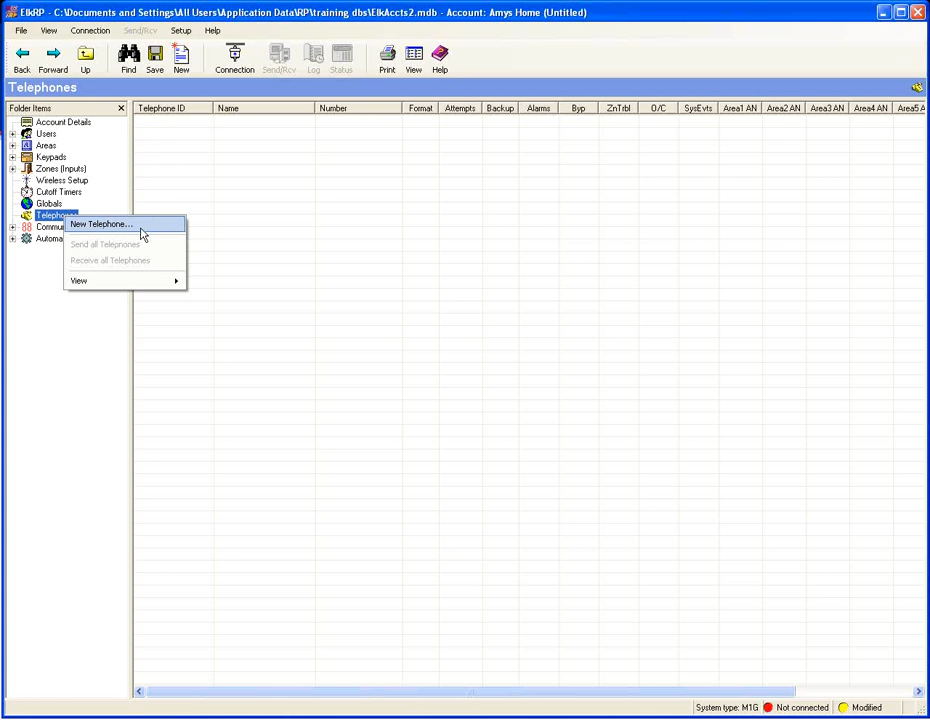 ElkRP - C:\Documents and Settings\All Users\Application Data\RP\training dbs\ElkAccts2.mdb - Account: Amys Home (Untitled)
File View Connection Send/Rcv Setup Help
Back Forward Up Find Save New Connection Send/Rcv Log Status Print View Help
Telephones
Folder Items
Telephone ID Name Number Format Attempts Backup Alarms Byp ZnTrbl O/C SysEvts Area1 AN Area2 AN Area3 AN Area4 AN Area5 A
Account Details
Users
Areas
Keypads
Zones (Inputs)
Wireless Setup
Cutoff Timers
Globals
Telephones
New Telephone...
Commu
Automa
Send all Telephones
Receive all Telephones
View
System type: M1G Not connected Modified